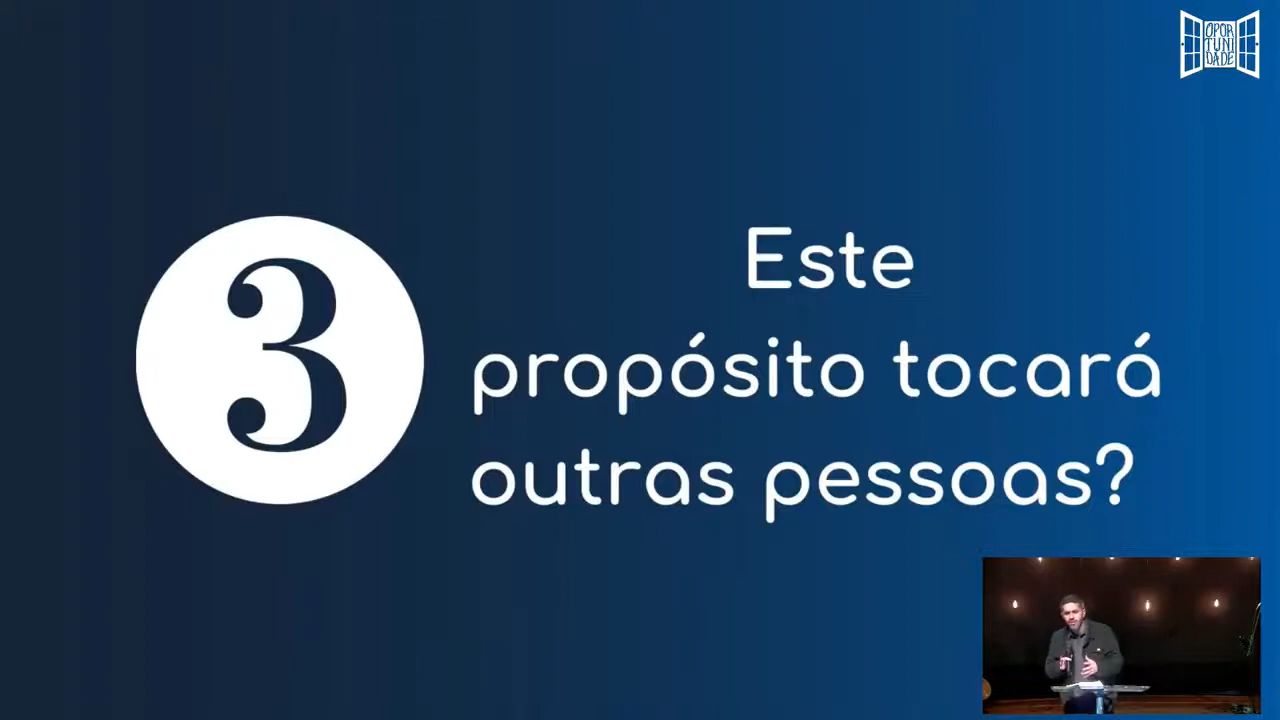 OPOR
TUNI
DADE
3
Este
propósito tocará
outras pessoas?